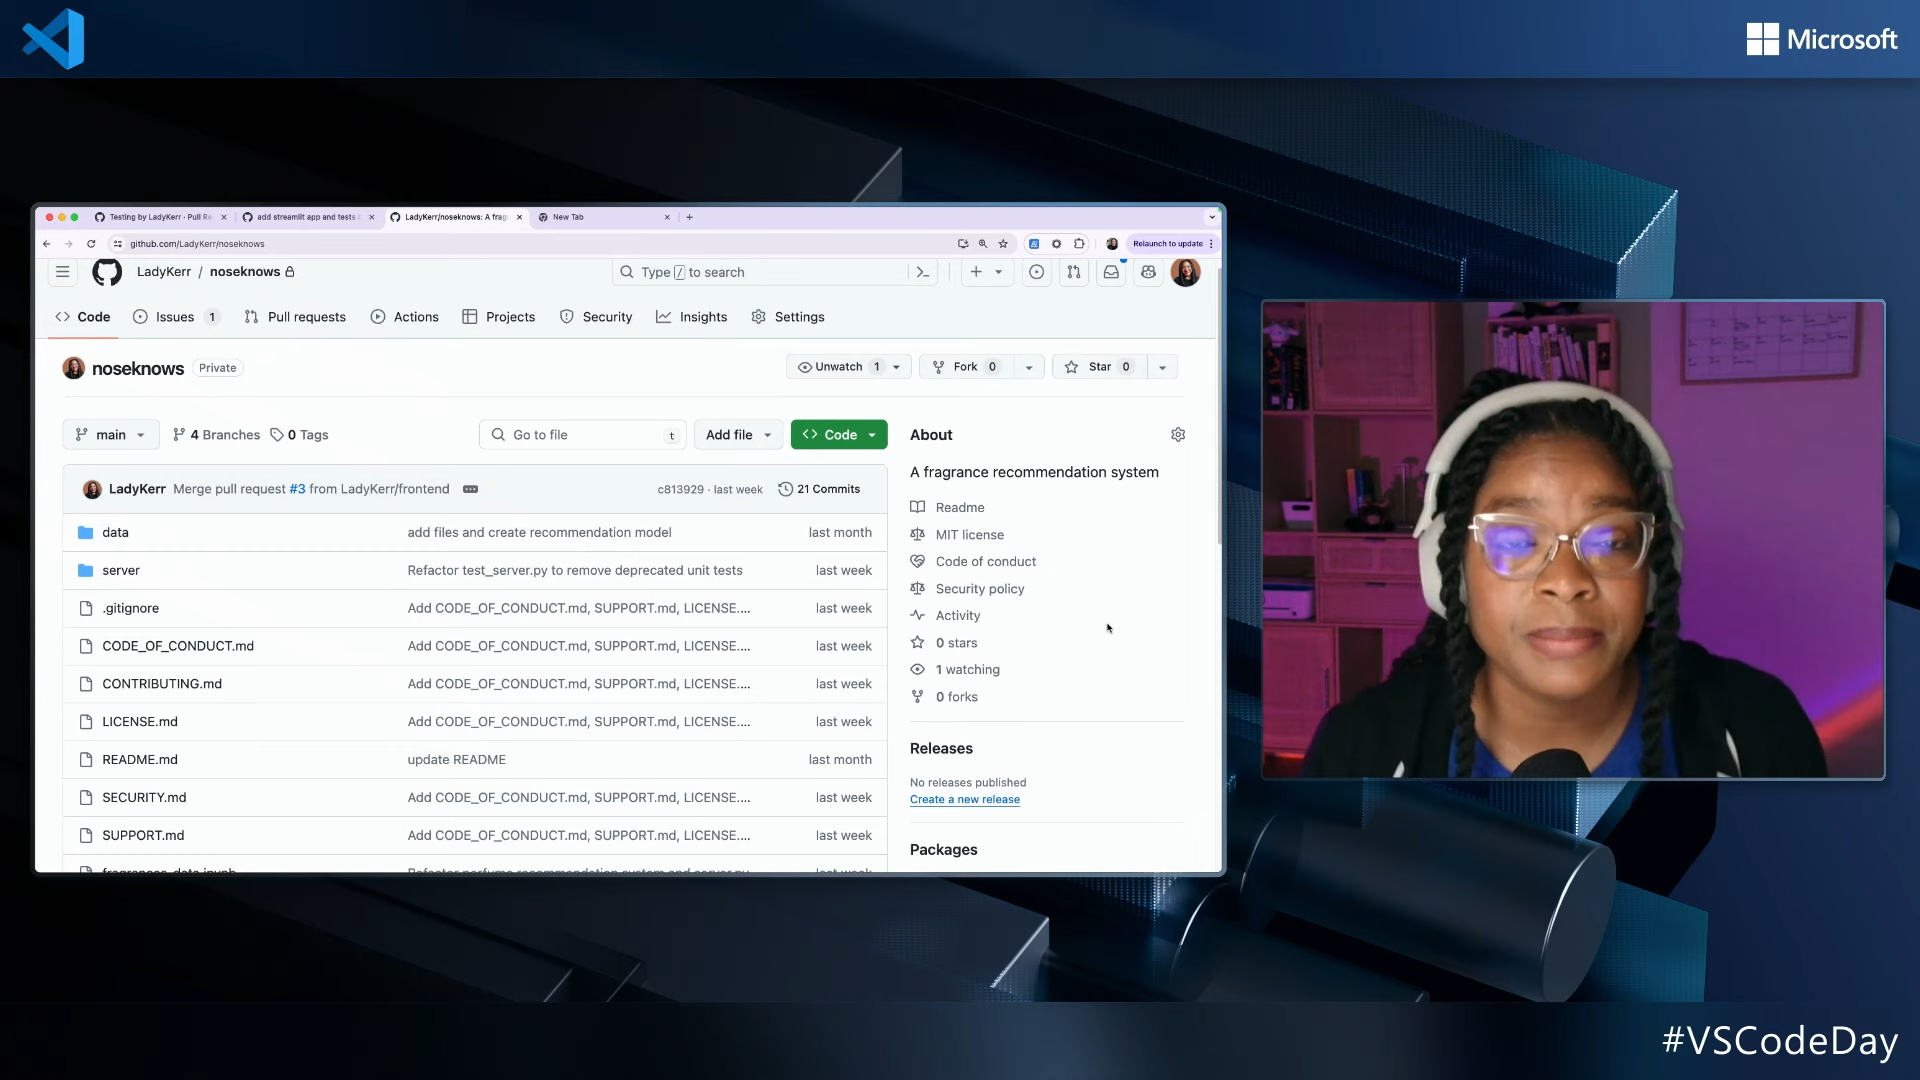 Microsoft
Testing by LadyKerr · Pull Re
add streamlit app and tests
LadyKerr/noseknows: A frag
New Tab
github.com/LadyKerr/noseknows
Relaunch to update
LadyKerr / noseknows
Type / to search
Code
Issues 1
Pull requests
Actions
Projects
Security
Insights
Settings
noseknows Private
Unwatch 1
Fork 0
Star 0
main
4 Branches
0 Tags
Go to file t
Add file
Code
LadyKerr Merge pull request #3 from LadyKerr/frontend
c813929 · last week
21 Commits
data add files and create recommendation model last month
server Refactor test_server.py to remove deprecated unit tests last week
.gitignore Add CODE_OF_CONDUCT.md, SUPPORT.md, LICENSE.... last week
CODE_OF_CONDUCT.md Add CODE_OF_CONDUCT.md, SUPPORT.md, LICENSE.... last week
CONTRIBUTING.md Add CODE_OF_CONDUCT.md, SUPPORT.md, LICENSE.... last week
LICENSE.md Add CODE_OF_CONDUCT.md, SUPPORT.md, LICENSE.... last week
README.md update README last month
SECURITY.md Add CODE_OF_CONDUCT.md, SUPPORT.md, LICENSE.... last week
SUPPORT.md Add CODE_OF_CONDUCT.md, SUPPORT.md, LICENSE.... last week
About
A fragrance recommendation system
Readme
MIT license
Code of conduct
Security policy
Activity
0 stars
1 watching
0 forks
Releases
No releases published
Create a new release
Packages
#VSCodeDay